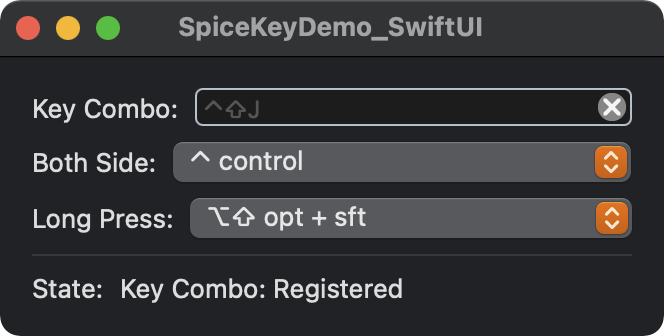 SpiceKeyDemo_SwiftUI
Key Combo: ⌃⇧J
Both Side: ⌃ control
Long Press: ⌥⇧ opt + sft
State: Key Combo: Registered